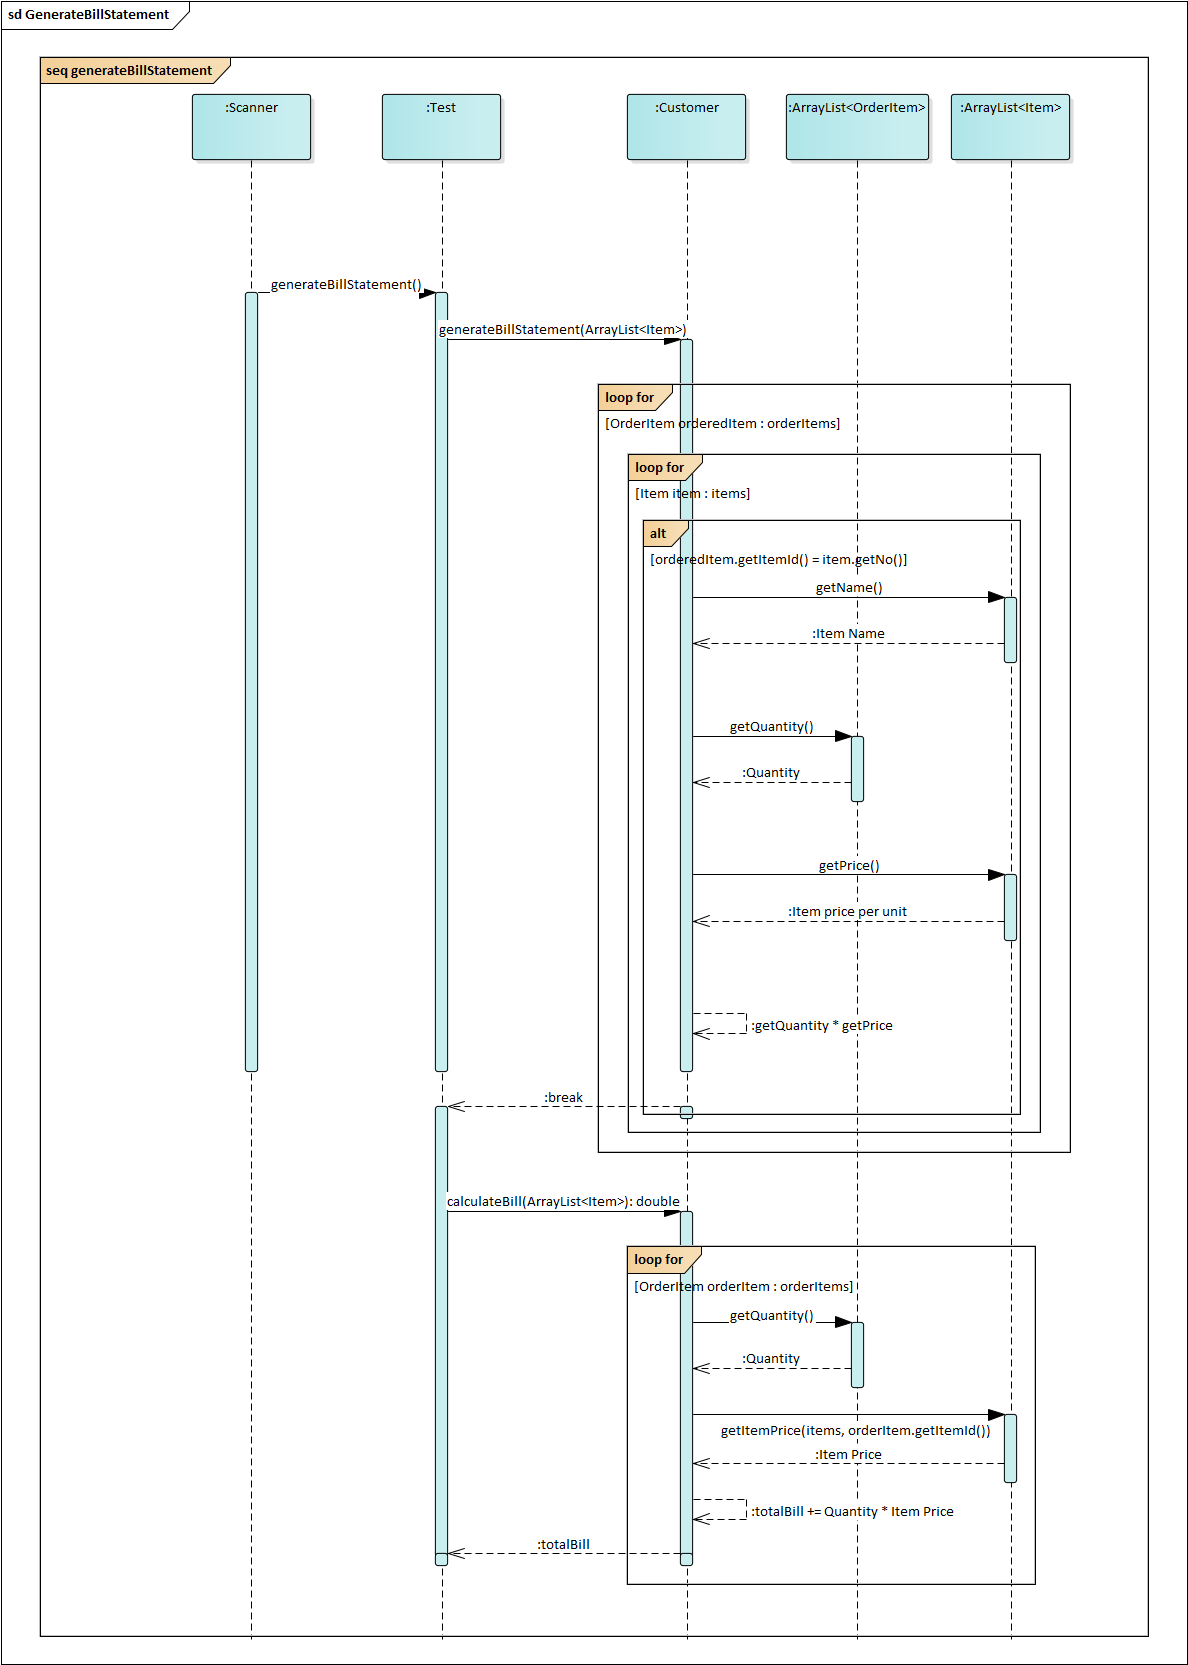 sd GenerateBillStatement
seq generateBillStatement
:Scanner
:Test
:Customer
:ArrayList<OrderItem>
:ArrayList<Item>
generateBillStatement()
generateBillStatement(ArrayList<Item>)
loop for
[OrderItem orderedItem : orderItems]
loop for
[Item item : items]
alt
[orderedItem.getItemId() = item.getNo()]
getName()
:Item Name
getQuantity()
:Quantity
getPrice()
:Item price per unit
:getQuantity * getPrice
:break
calculateBill(ArrayList<Item>): double
loop for
[OrderItem orderItem : orderItems]
getQuantity()
:Quantity
getItemPrice(items, orderItem.getItemId())
:Item Price
:totalBill += Quantity * Item Price
:totalBill